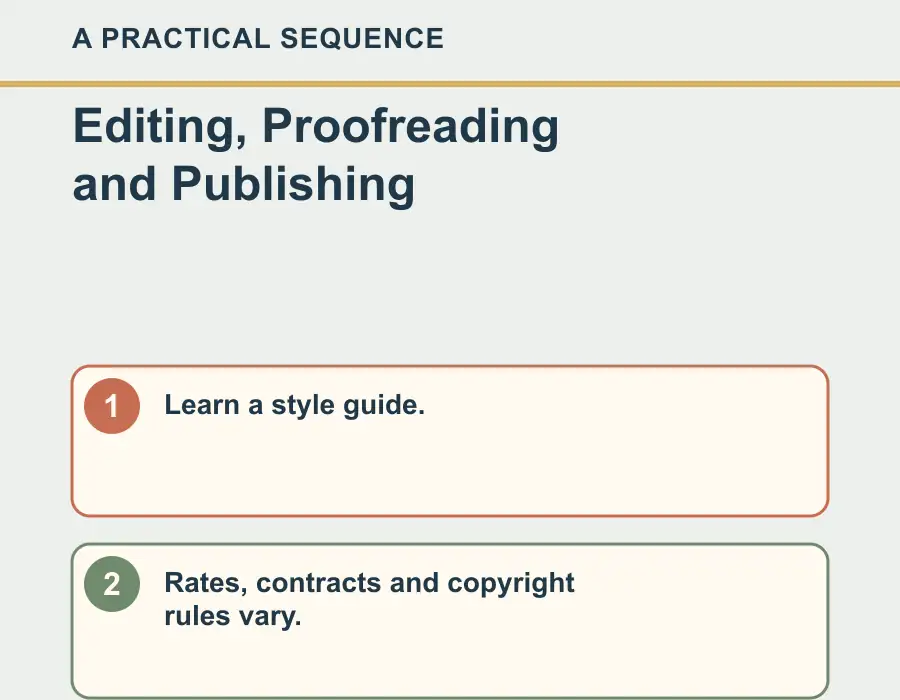 A PRACTICAL SEQUENCE
Editing, Proofreading
and Publishing
1
Learn a style guide.
2
Rates, contracts and copyright
rules vary.